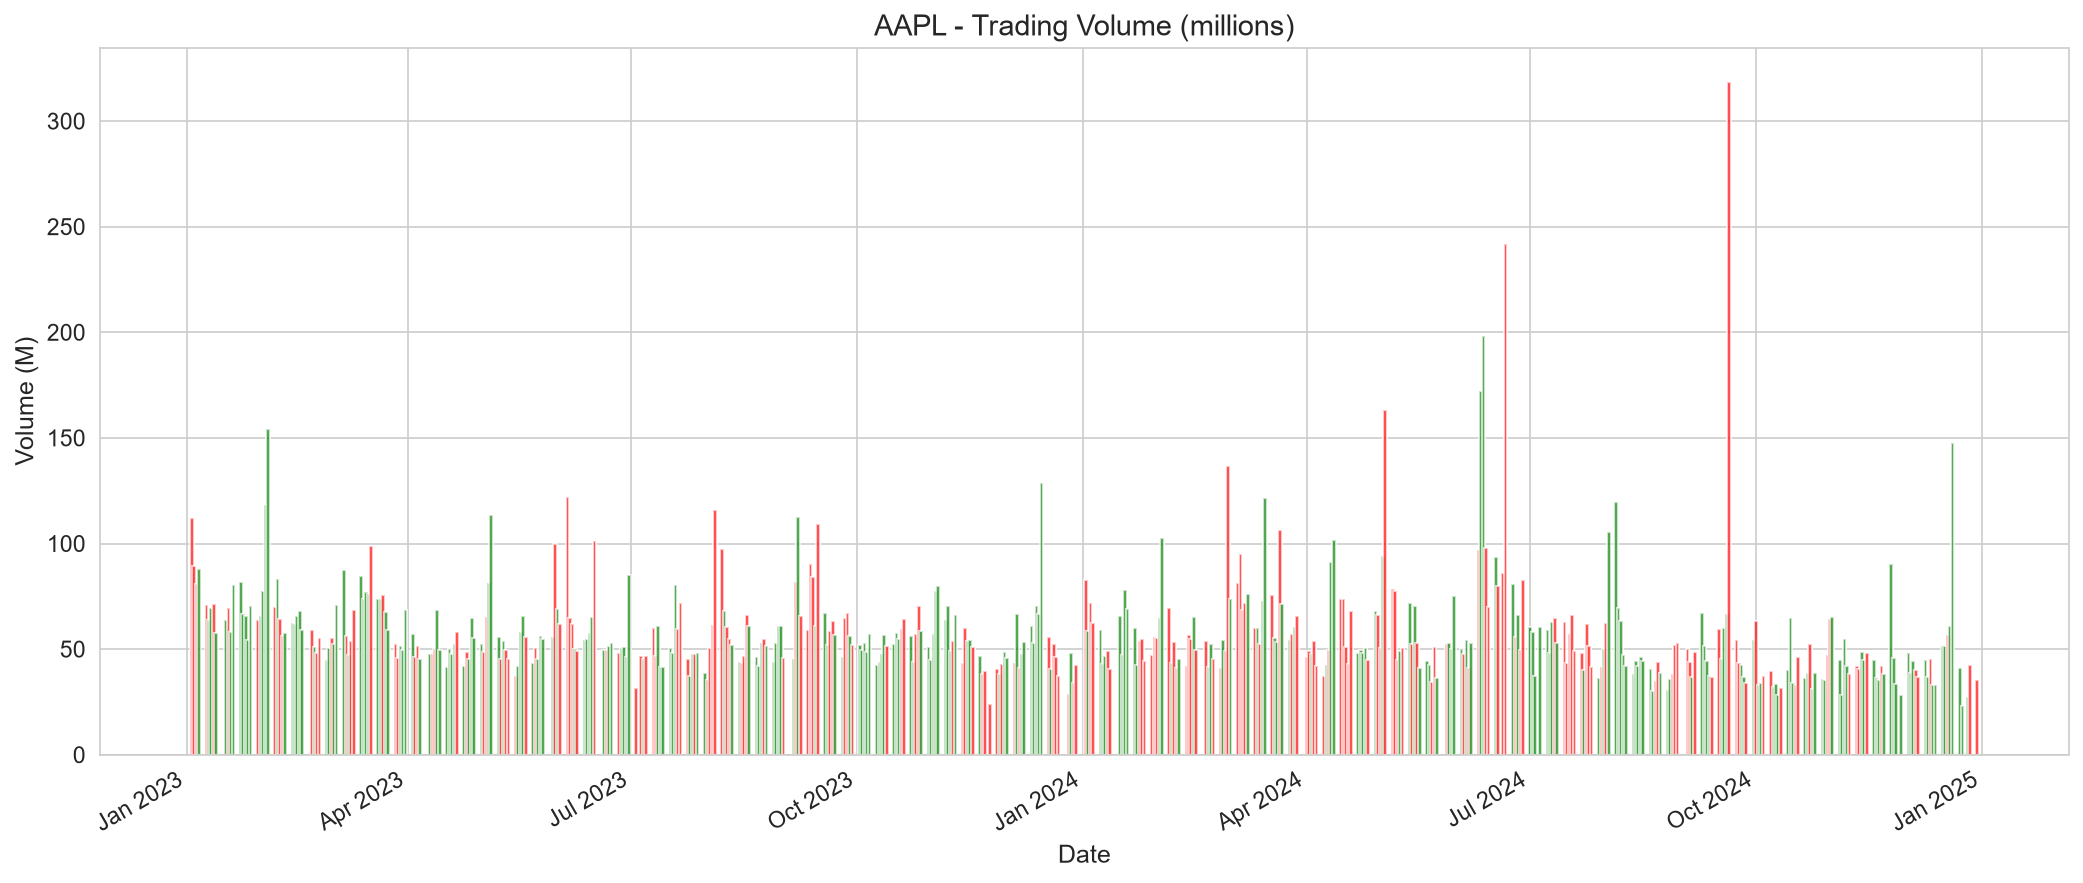 AAPL - Trading Volume (millions)
Volume (M)
300
250
200
150
100
50
0
Jan 2023
Apr 2023
Jul 2023
Oct 2023
Jan 2024
Apr 2024
Jul 2024
Oct 2024
Jan 2025
Date